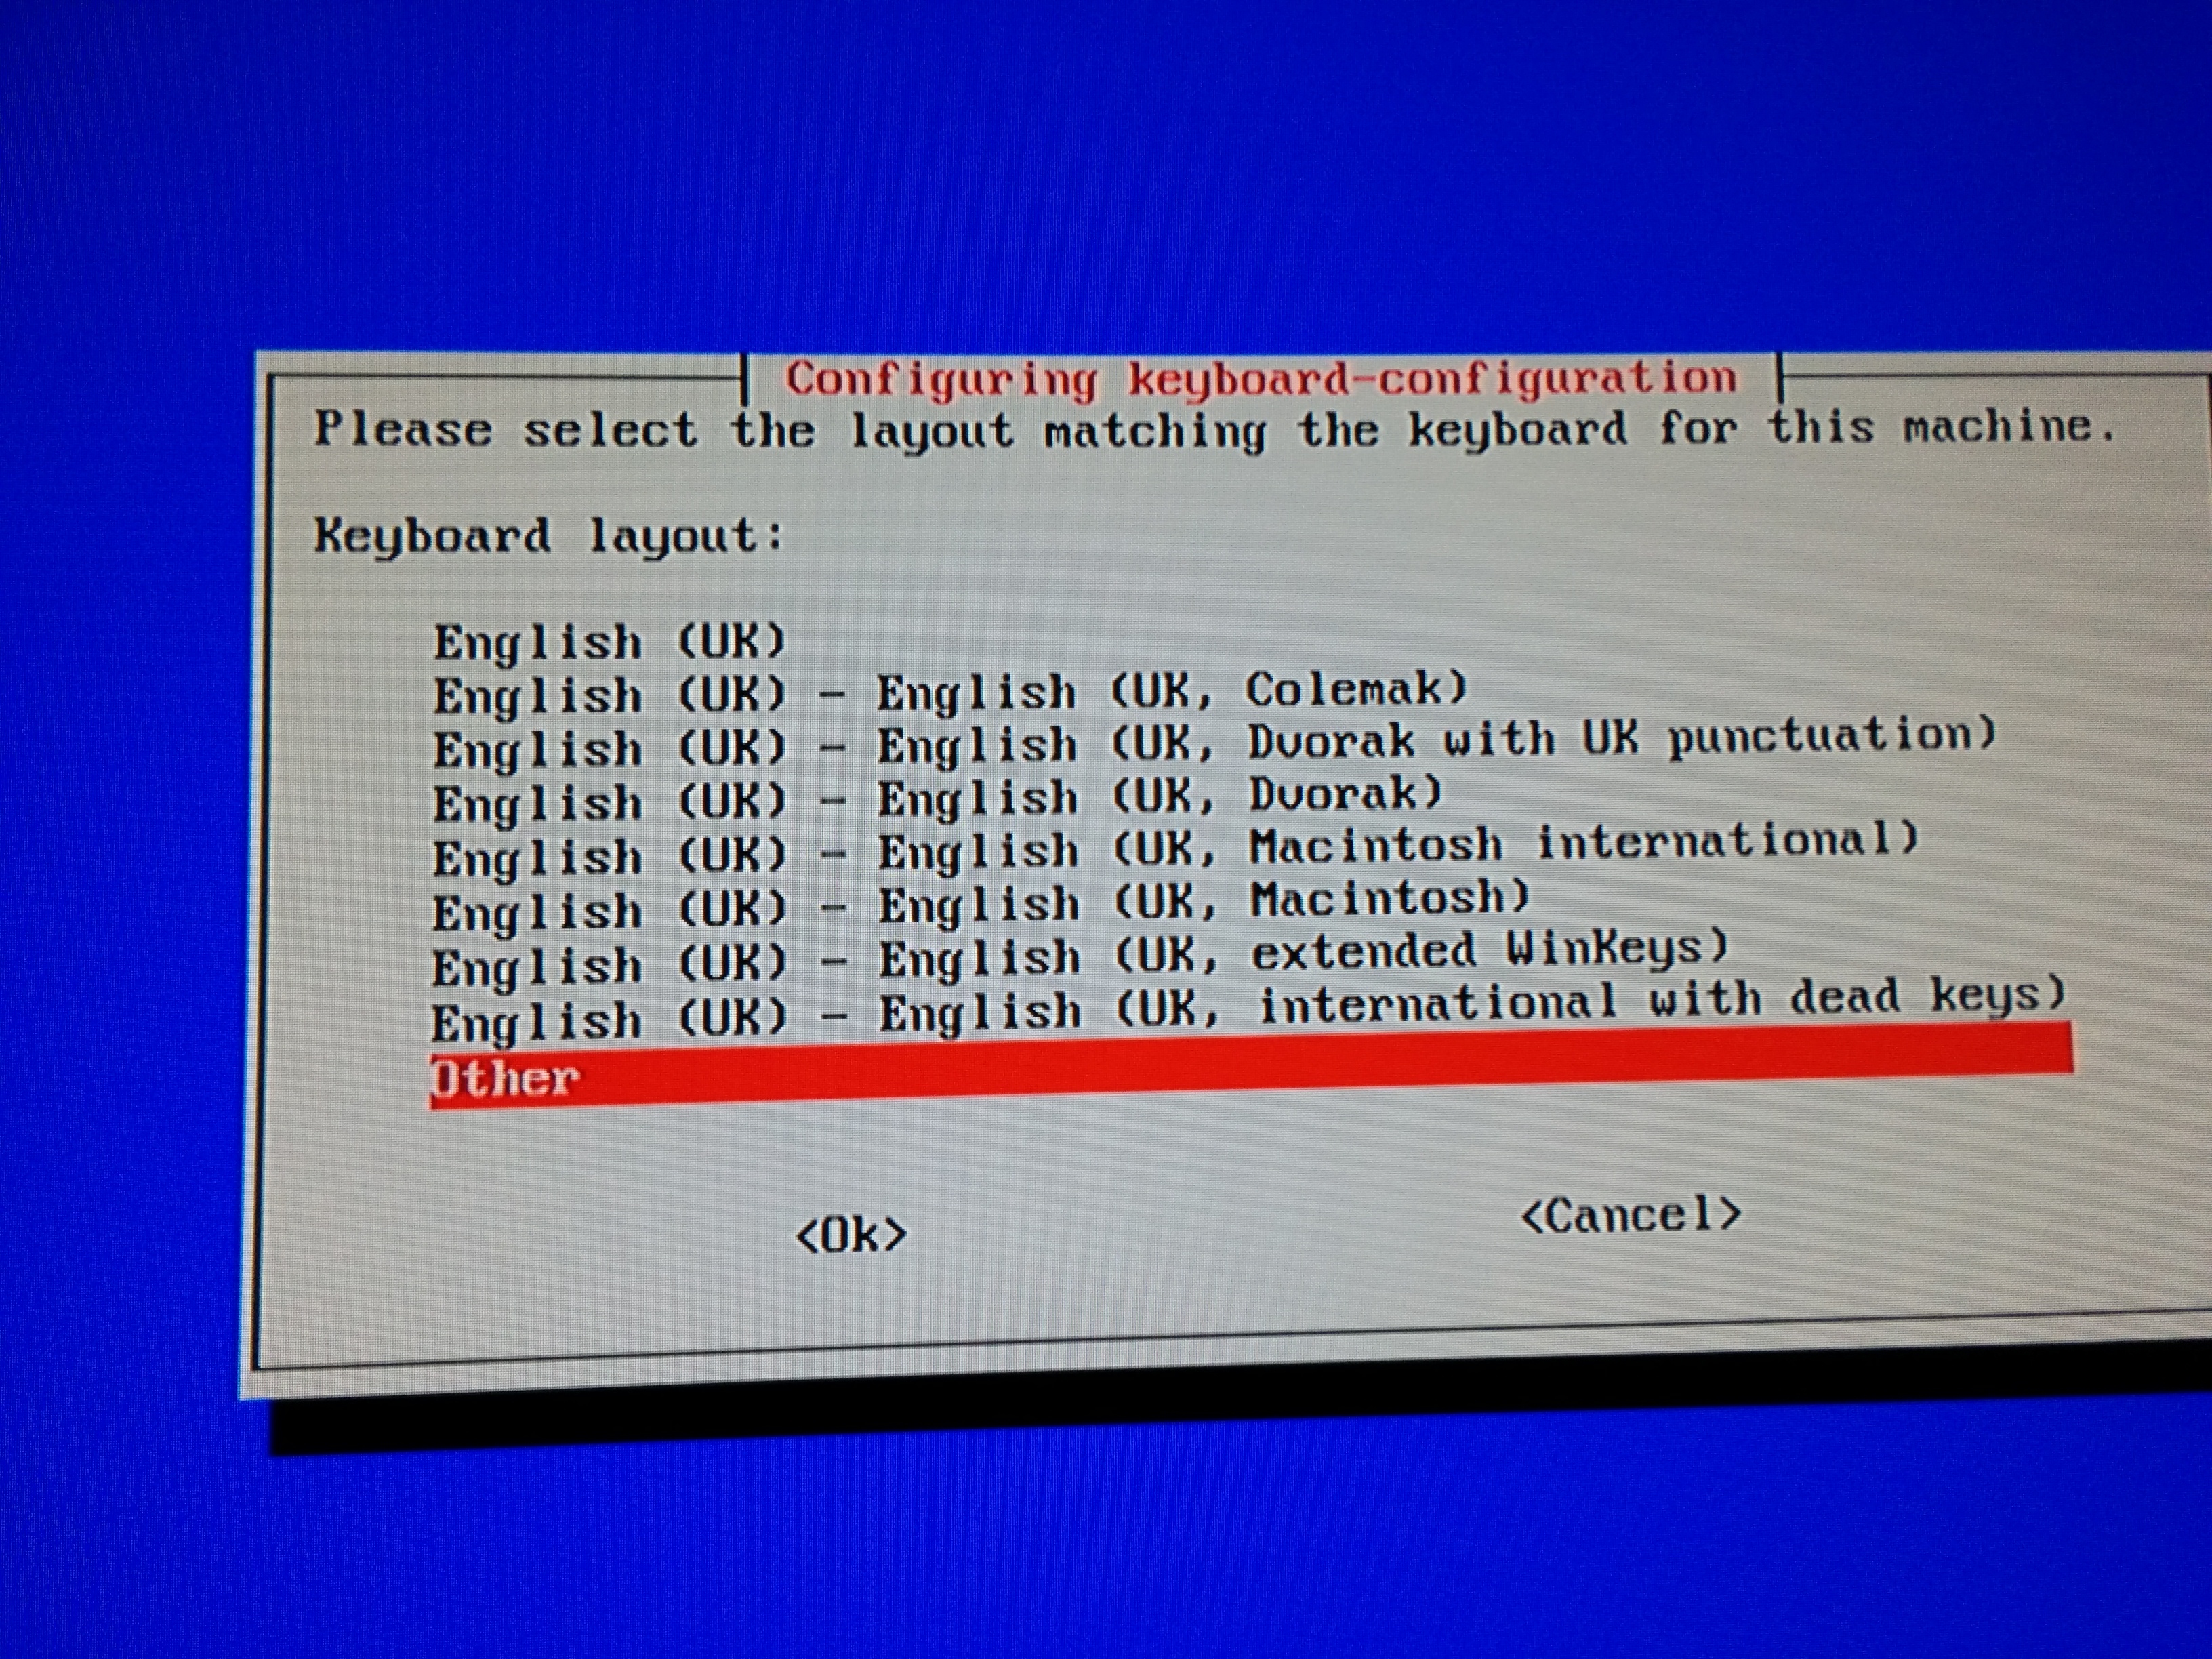 Configuring keyboard-configuration
Please select the layout matching the keyboard for this machine.
Keyboard layout:
English (UK)
English (UK) - English (UK, Colemak)
English (UK) - English (UK, Dvorak with UK punctuation)
English (UK) - English (UK, Dvorak)
English (UK) - English (UK, Macintosh international)
English (UK) - English (UK, Macintosh)
English (UK) - English (UK, extended WinKeys)
English (UK) - English (UK, international with dead keys)
Other
<Ok> <Cancel>